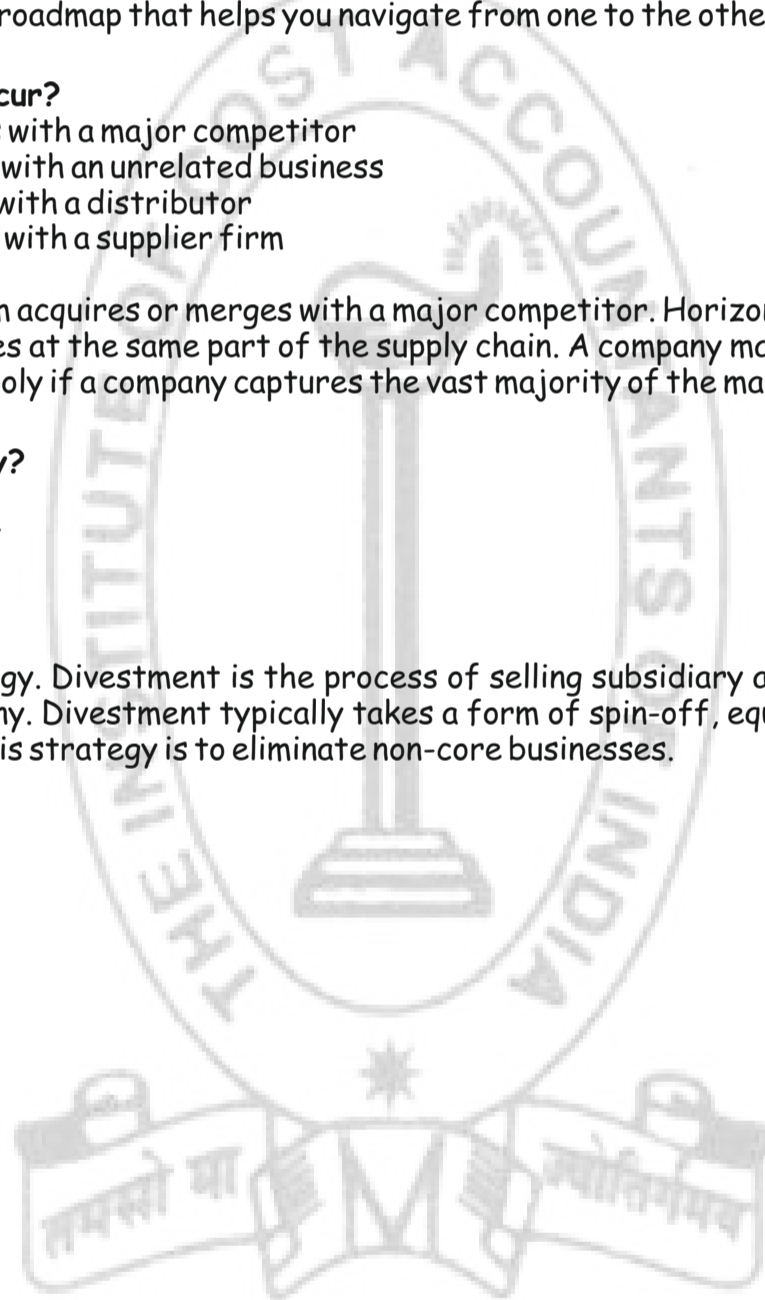 roadmap that helps you navigate from one to the othe
cur?
with a major competitor
with an unrelated business
with a distributor
with a supplier firm
n acquires or merges with a major competitor. Horizo
es at the same part of the supply chain. A company ma
oly if a company captures the vast majority of the ma
y?
gy. Divestment is the process of selling subsidiary a
ny. Divestment typically takes a form of spin-off, equ
is strategy is to eliminate non-core businesses.
THE INSTITUTE OF COST ACCOUNTANTS OF INDIA
तमसो मा ज्योतिर्गमय